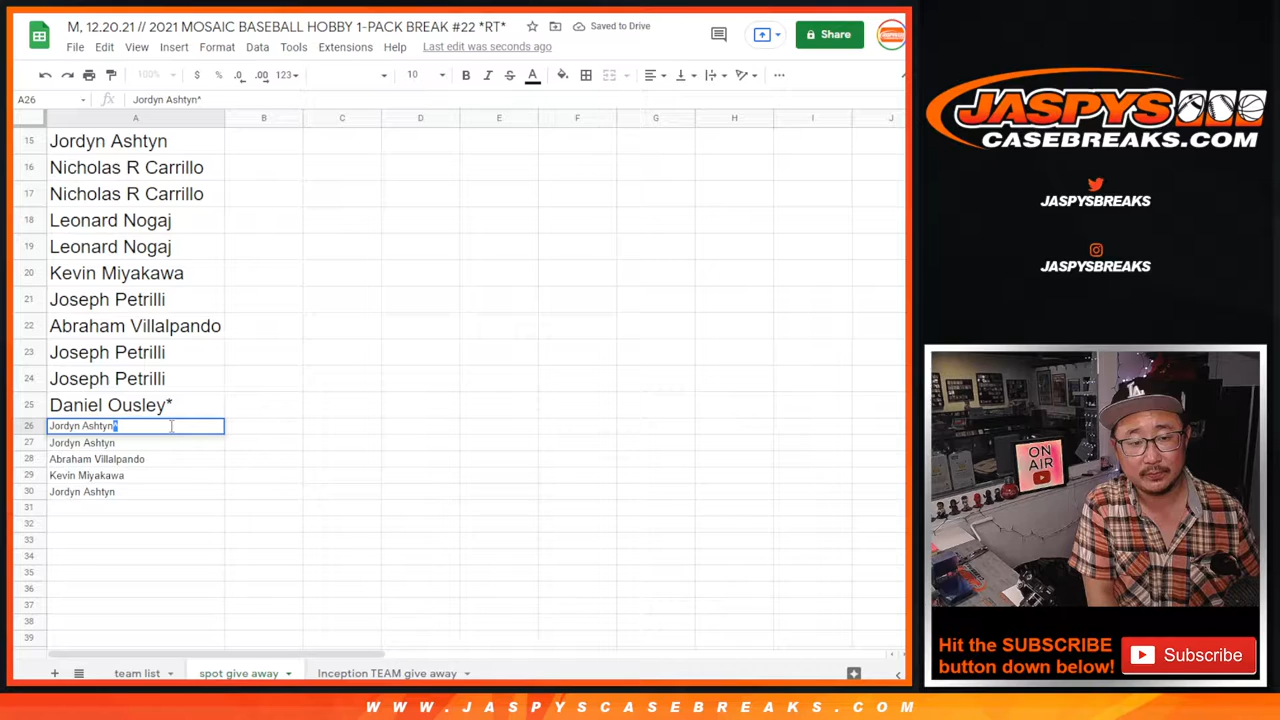 M, 12.20.21 // 2021 MOSAIC BASEBALL HOBBY 1-PACK BREAK #22 *RT*
Saved to Drive
File Edit View Insert Format Data Tools Extensions Help Last edit was seconds ago
Share
100% $ % .0 .00 123 10 B I S A
A26 fx Jordyn Ashtyn*
A B C D E F G H I J
15 Jordyn Ashtyn
16 Nicholas R Carrillo
17 Nicholas R Carrillo
18 Leonard Nogaj
19 Leonard Nogaj
20 Kevin Miyakawa
21 Joseph Petrilli
22 Abraham Villalpando
23 Joseph Petrilli
24 Joseph Petrilli
25 Daniel Ousley*
26 Jordyn Ashtyn*
27 Jordyn Ashtyn
28 Abraham Villalpando
29 Kevin Miyakawa
30 Jordyn Ashtyn
31
32
33
34
35
36
37
38
39
team list spot give away Inception TEAM give away
JASPYS
CASEBREAKS.COM
JASPYSBREAKS
JASPYSBREAKS
LA
ON
AIR
Hit the SUBSCRIBE
button down below!
Subscribe
WWW.JASPYSCASEBREAKS.COM